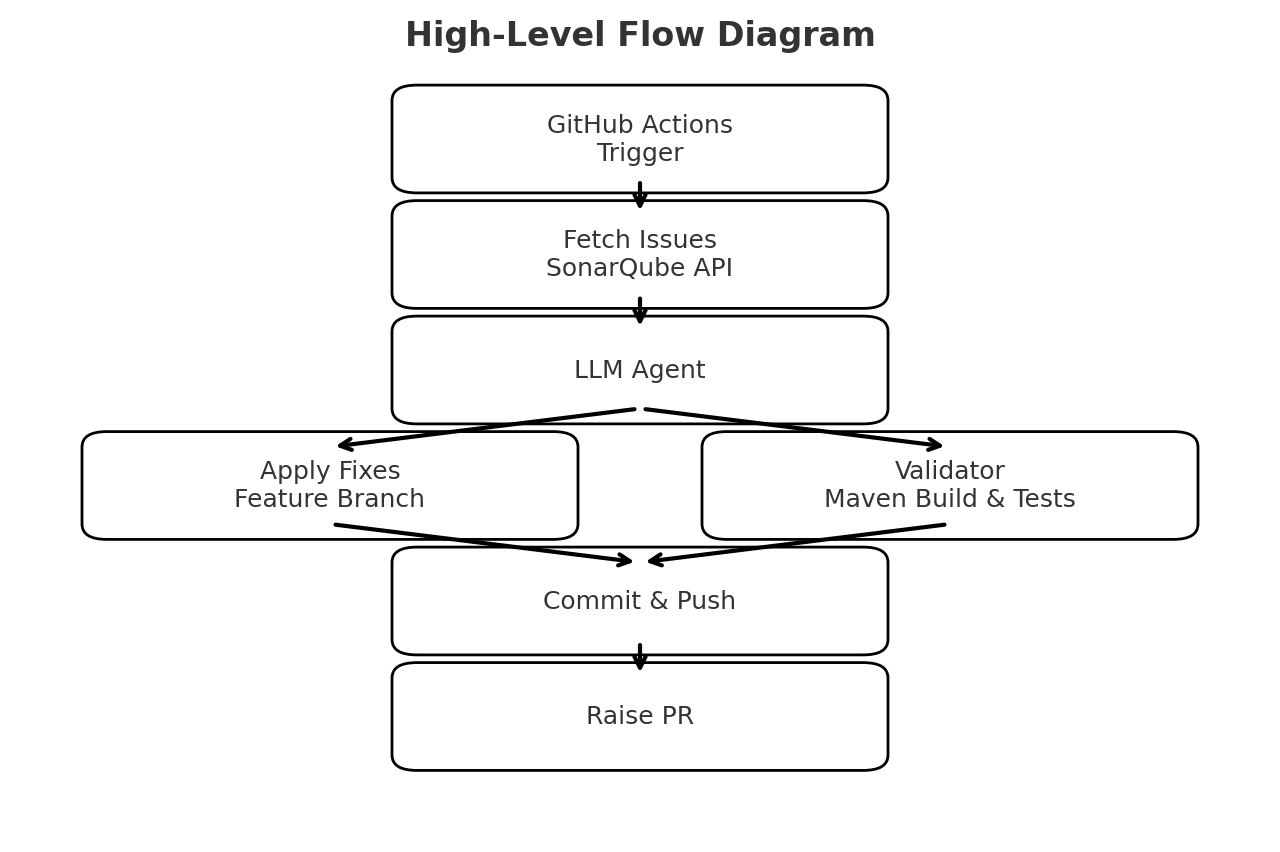 High-Level Flow Diagram
GitHub Actions
Trigger
Fetch Issues
SonarQube API
LLM Agent
Apply Fixes
Feature Branch
Validator
Maven Build & Tests
Commit & Push
Raise PR